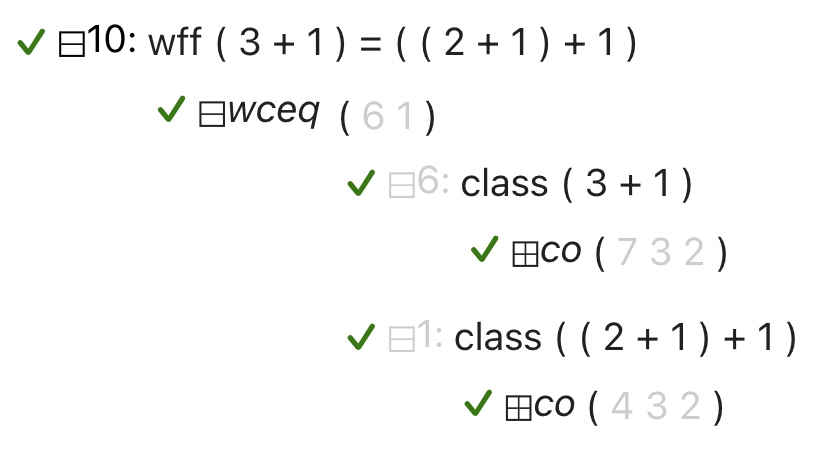 ✓ ⊟10: wff ( 3 + 1 ) = ( ( 2 + 1 ) + 1 )
✓ ⊟wceq ( 6 1 )
✓ ⊟6: class ( 3 + 1 )
✓ ⊞co ( 7 3 2 )
✓ ⊟1: class ( ( 2 + 1 ) + 1 )
✓ ⊞co ( 4 3 2 )